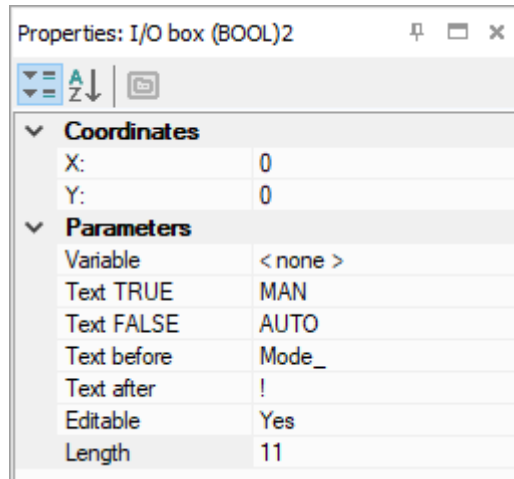 Properties: I/O box (BOOL)2
Coordinates
X: 0
Y: 0
Parameters
Variable < none >
Text TRUE MAN
Text FALSE AUTO
Text before Mode_
Text after !
Editable Yes
Length 11